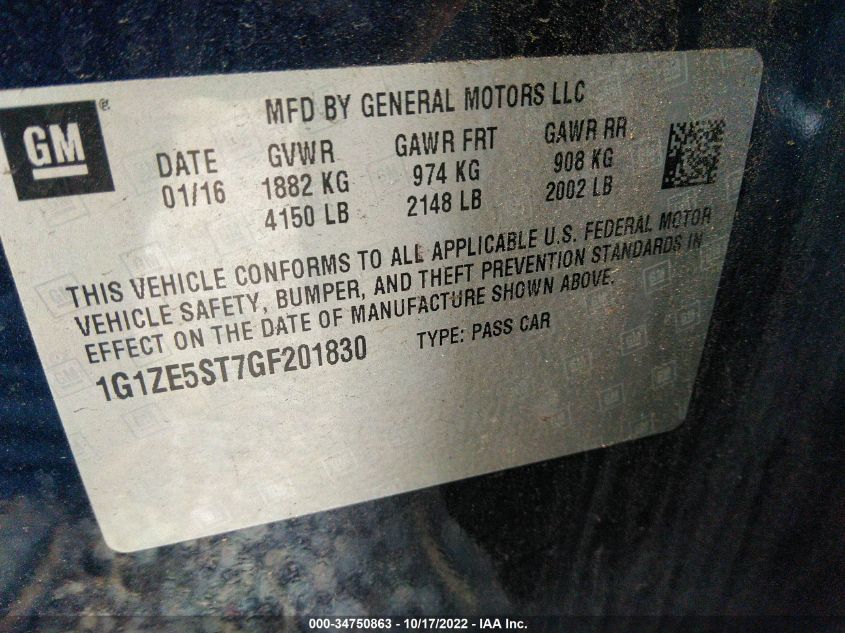 GM®
MFD BY GENERAL MOTORS LLC
DATE GVWR GAWR FRT GAWR RR
01/16 1882 KG 974 KG 908 KG
4150 LB 2148 LB 2002 LB
THIS VEHICLE CONFORMS TO ALL APPLICABLE U.S. FEDERAL MOTOR
VEHICLE SAFETY, BUMPER, AND THEFT PREVENTION STANDARDS IN
EFFECT ON THE DATE OF MANUFACTURE SHOWN ABOVE.
1G1ZE5ST7GF201830 TYPE: PASS CAR
000-34750863 - 10/17/2022 - IAA Inc.